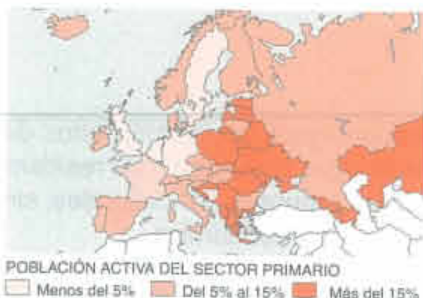 POBLACIÓN ACTIVA DEL SECTOR PRIMARIO
Menos del 5% Del 5% al 15% Más del 15%